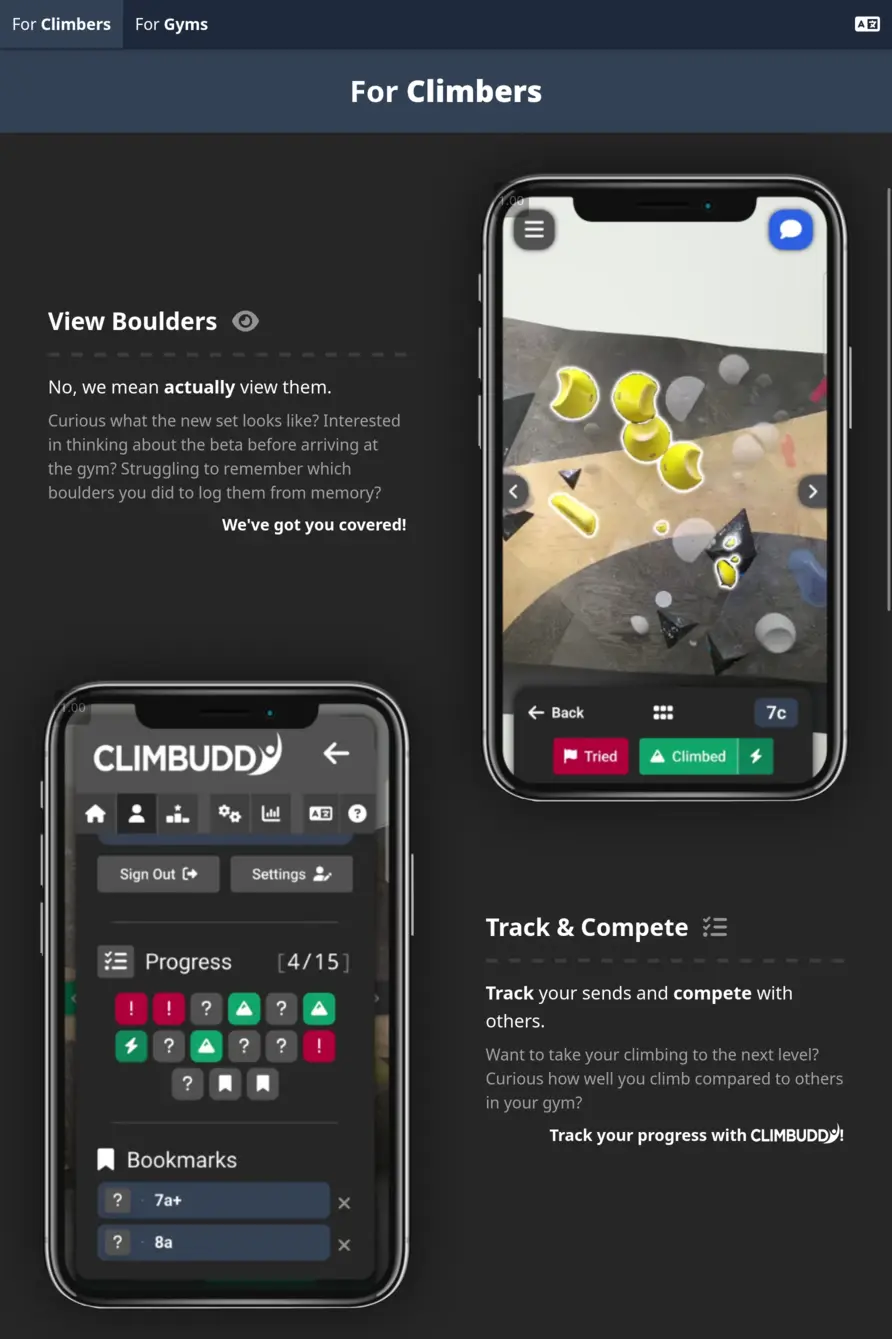 For Climbers
For Gyms
For Climbers
1.00
View Boulders
No, we mean actually view them.
Curious what the new set looks like? Interested
in thinking about the beta before arriving at
the gym? Struggling to remember which
boulders you did to log them from memory?
We've got you covered!
Back
7c
Tried
Climbed
1.00
CLIMBUDDY
Sign Out
Settings
Progress
[4/15]
! ! ? ?
? ? ? !
?
Bookmarks
? · 7a+ ×
? · 8a ×
Track & Compete
Track your sends and compete with
others.
Want to take your climbing to the next level?
Curious how well you climb compared to others
in your gym?
Track your progress with CLIMBUDDY!